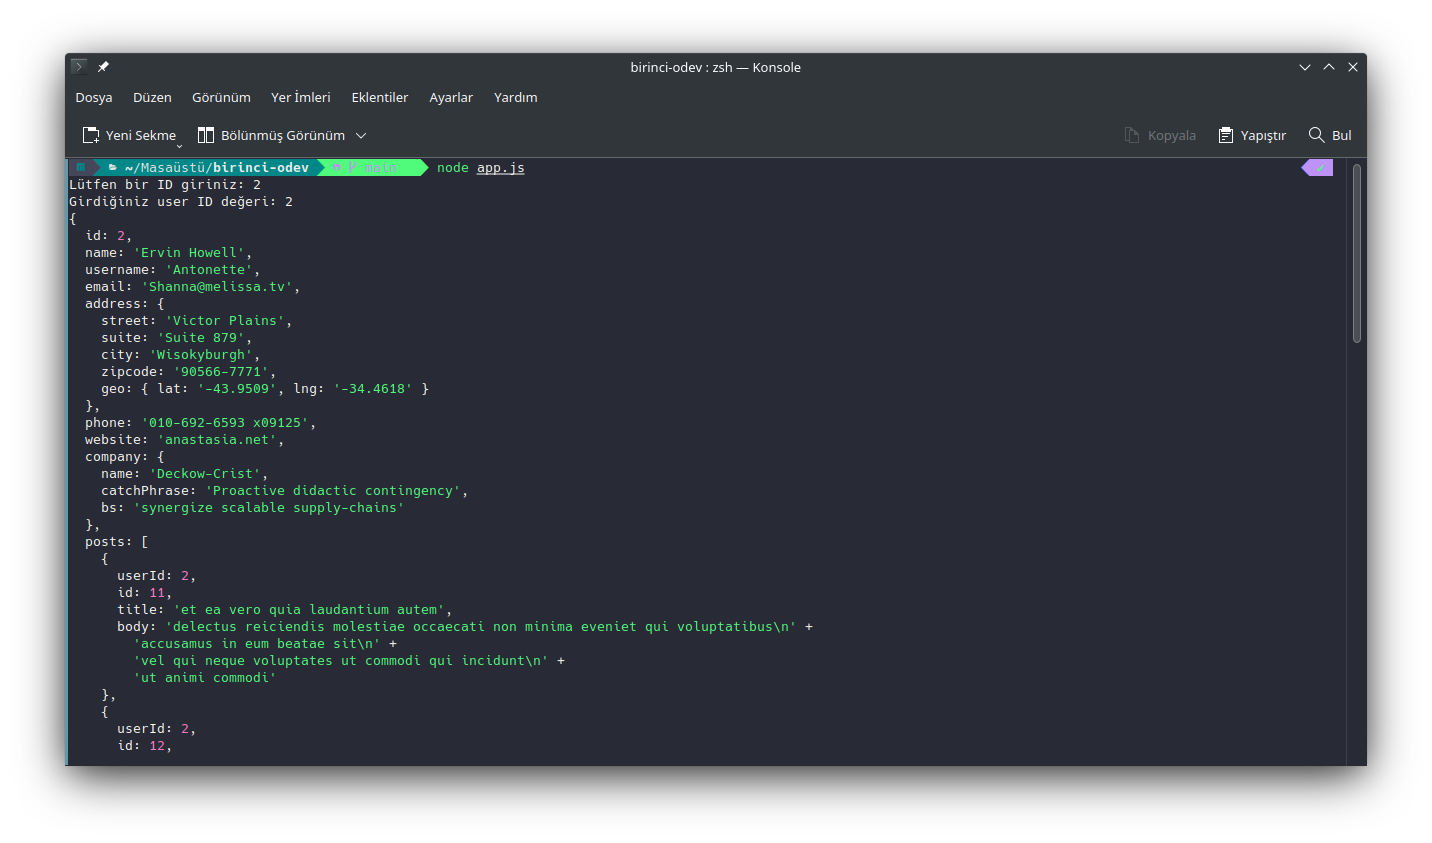 birinci-odev : zsh — Konsole
Dosya Düzen Görünüm Yer İmleri Eklentiler Ayarlar Yardım
Yeni Sekme Bölünmüş Görünüm Kopyala Yapıştır Bul
~/Masaüstü/birinci-odev main node app.js
Lütfen bir ID giriniz: 2
Girdiğiniz user ID değeri: 2
{
  id: 2,
  name: 'Ervin Howell',
  username: 'Antonette',
  email: 'Shanna@melissa.tv',
  address: {
    street: 'Victor Plains',
    suite: 'Suite 879',
    city: 'Wisokyburgh',
    zipcode: '90566-7771',
    geo: { lat: '-43.9509', lng: '-34.4618' }
  },
  phone: '010-692-6593 x09125',
  website: 'anastasia.net',
  company: {
    name: 'Deckow-Crist',
    catchPhrase: 'Proactive didactic contingency',
    bs: 'synergize scalable supply-chains'
  },
  posts: [
    {
      userId: 2,
      id: 11,
      title: 'et ea vero quia laudantium autem',
      body: 'delectus reiciendis molestiae occaecati non minima eveniet qui voluptatibus\n' +
        'accusamus in eum beatae sit\n' +
        'vel qui neque voluptates ut commodi qui incidunt\n' +
        'ut animi commodi'
    },
    {
      userId: 2,
      id: 12,